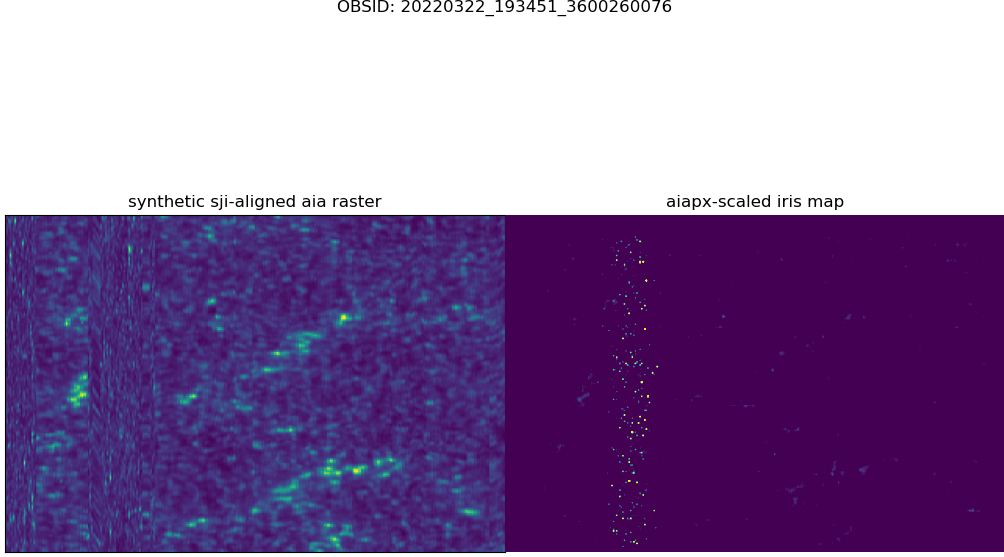 OBSID: 20220322_193451_3600260076
synthetic sji-aligned aia raster
aiapx-scaled iris map